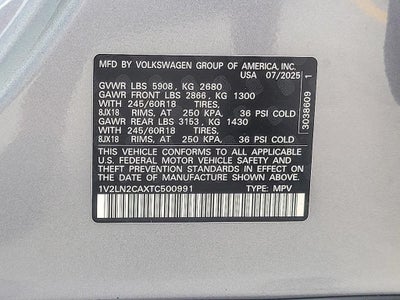 MFD BY VOLKSWAGEN GROUP OF AMERICA, INC.
USA 07/2025
GVWR LBS 5908, KG 2680
GAWR FRONT LBS 2866, KG 1300
WITH 245/60R18 TIRES,
8JX18 RIMS, AT 250 KPA, 36 PSI COLD
GAWR REAR LBS 3153, KG 1430
WITH 245/60R18 TIRES,
8JX18 RIMS, AT 250 KPA, 36 PSI COLD
THIS VEHICLE CONFORMS TO ALL APPLICABLE
U.S. FEDERAL MOTOR VEHICLE SAFETY AND
THEFT PREVENTION STANDARDS IN EFFECT ON
THE DATE OF MANUFACTURE SHOWN ABOVE.
1V2LN2CAXTC500991 TYPE: MPV
3038609 1